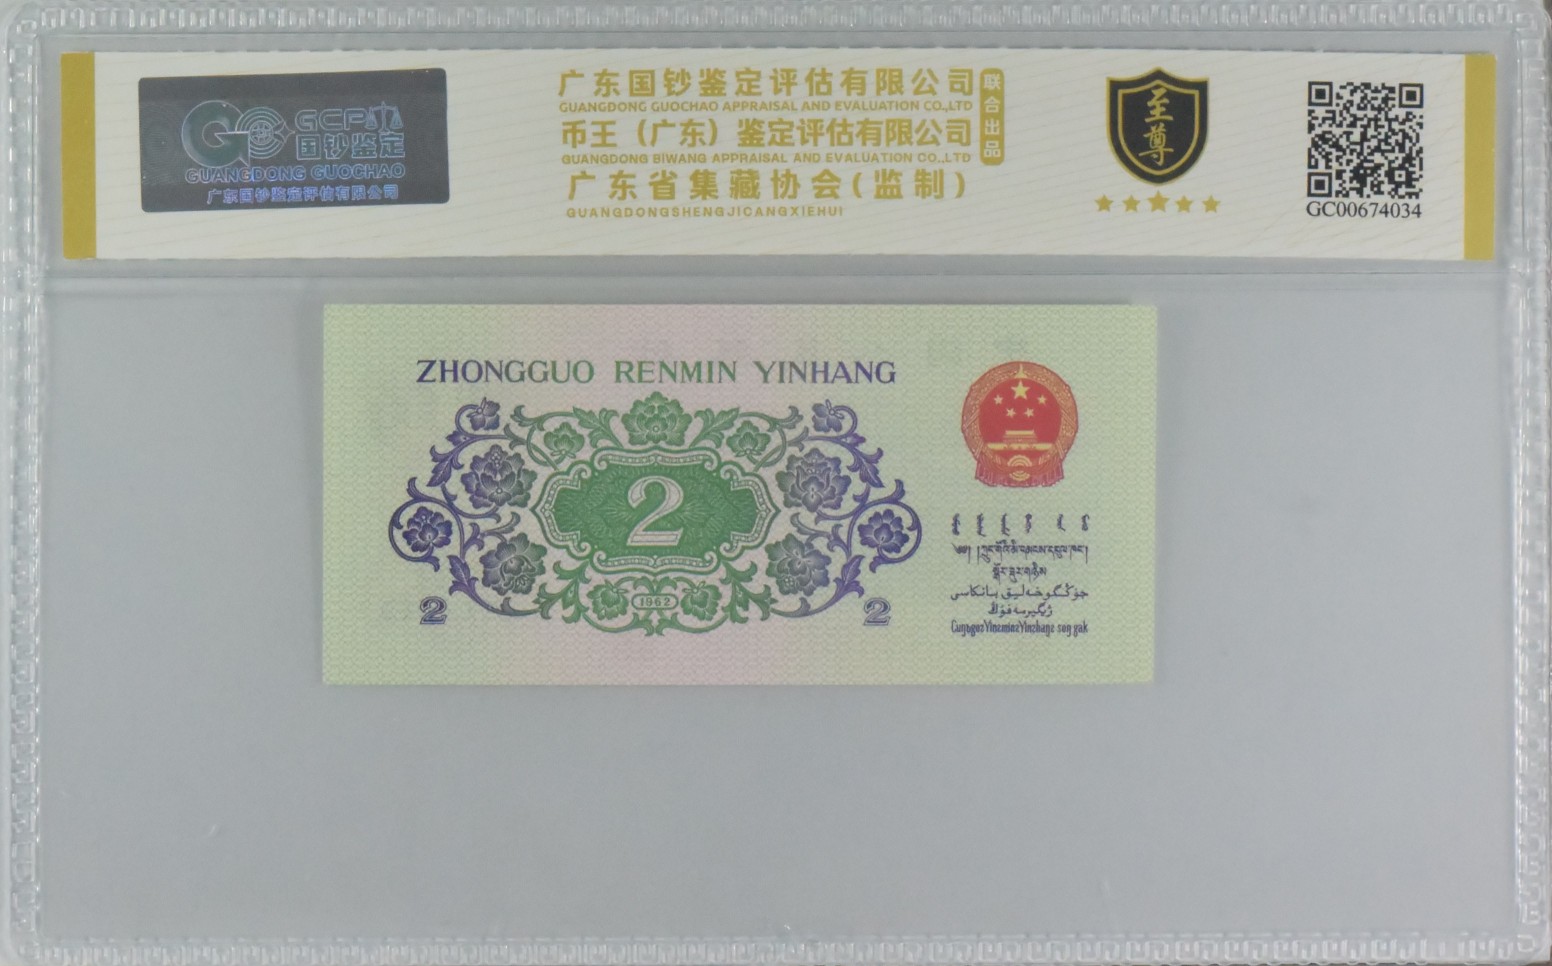 GCP
国钞鉴定
GUANGDONG GUOCHAO
广东国钞鉴定评估有限公司
广东国钞鉴定评估有限公司
GUANGDONG GUOCHAO APPRAISAL AND EVALUATION CO.,LTD
币王（广东）鉴定评估有限公司
GUANGDONG BIWANG APPRAISAL AND EVALUATION CO.,LTD
联合出品
广东省集藏协会(监制)
GUANGDONGSHENGJICANGXIEHUI
至尊
GC00674034
ZHONGGUO RENMIN YINHANG
2
1962
2
2
جۇڭگوخەلىق بانكاسى